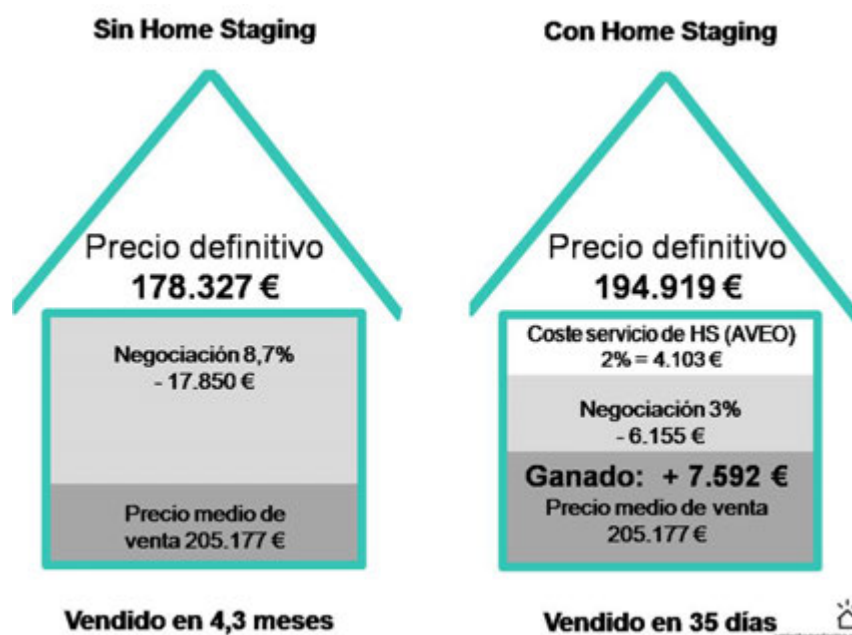 Sin Home Staging
Precio definitivo
178.327 €
Negociación 8,7%
- 17.850 €
Precio medio de
venta 205.177 €
Vendido en 4,3 meses
Con Home Staging
Precio definitivo
194.919 €
Coste servicio de HS (AVEO)
2% = 4.103 €
Negociación 3%
- 6.155 €
Ganado: + 7.592 €
Precio medio de venta
205.177 €
Vendido en 35 días